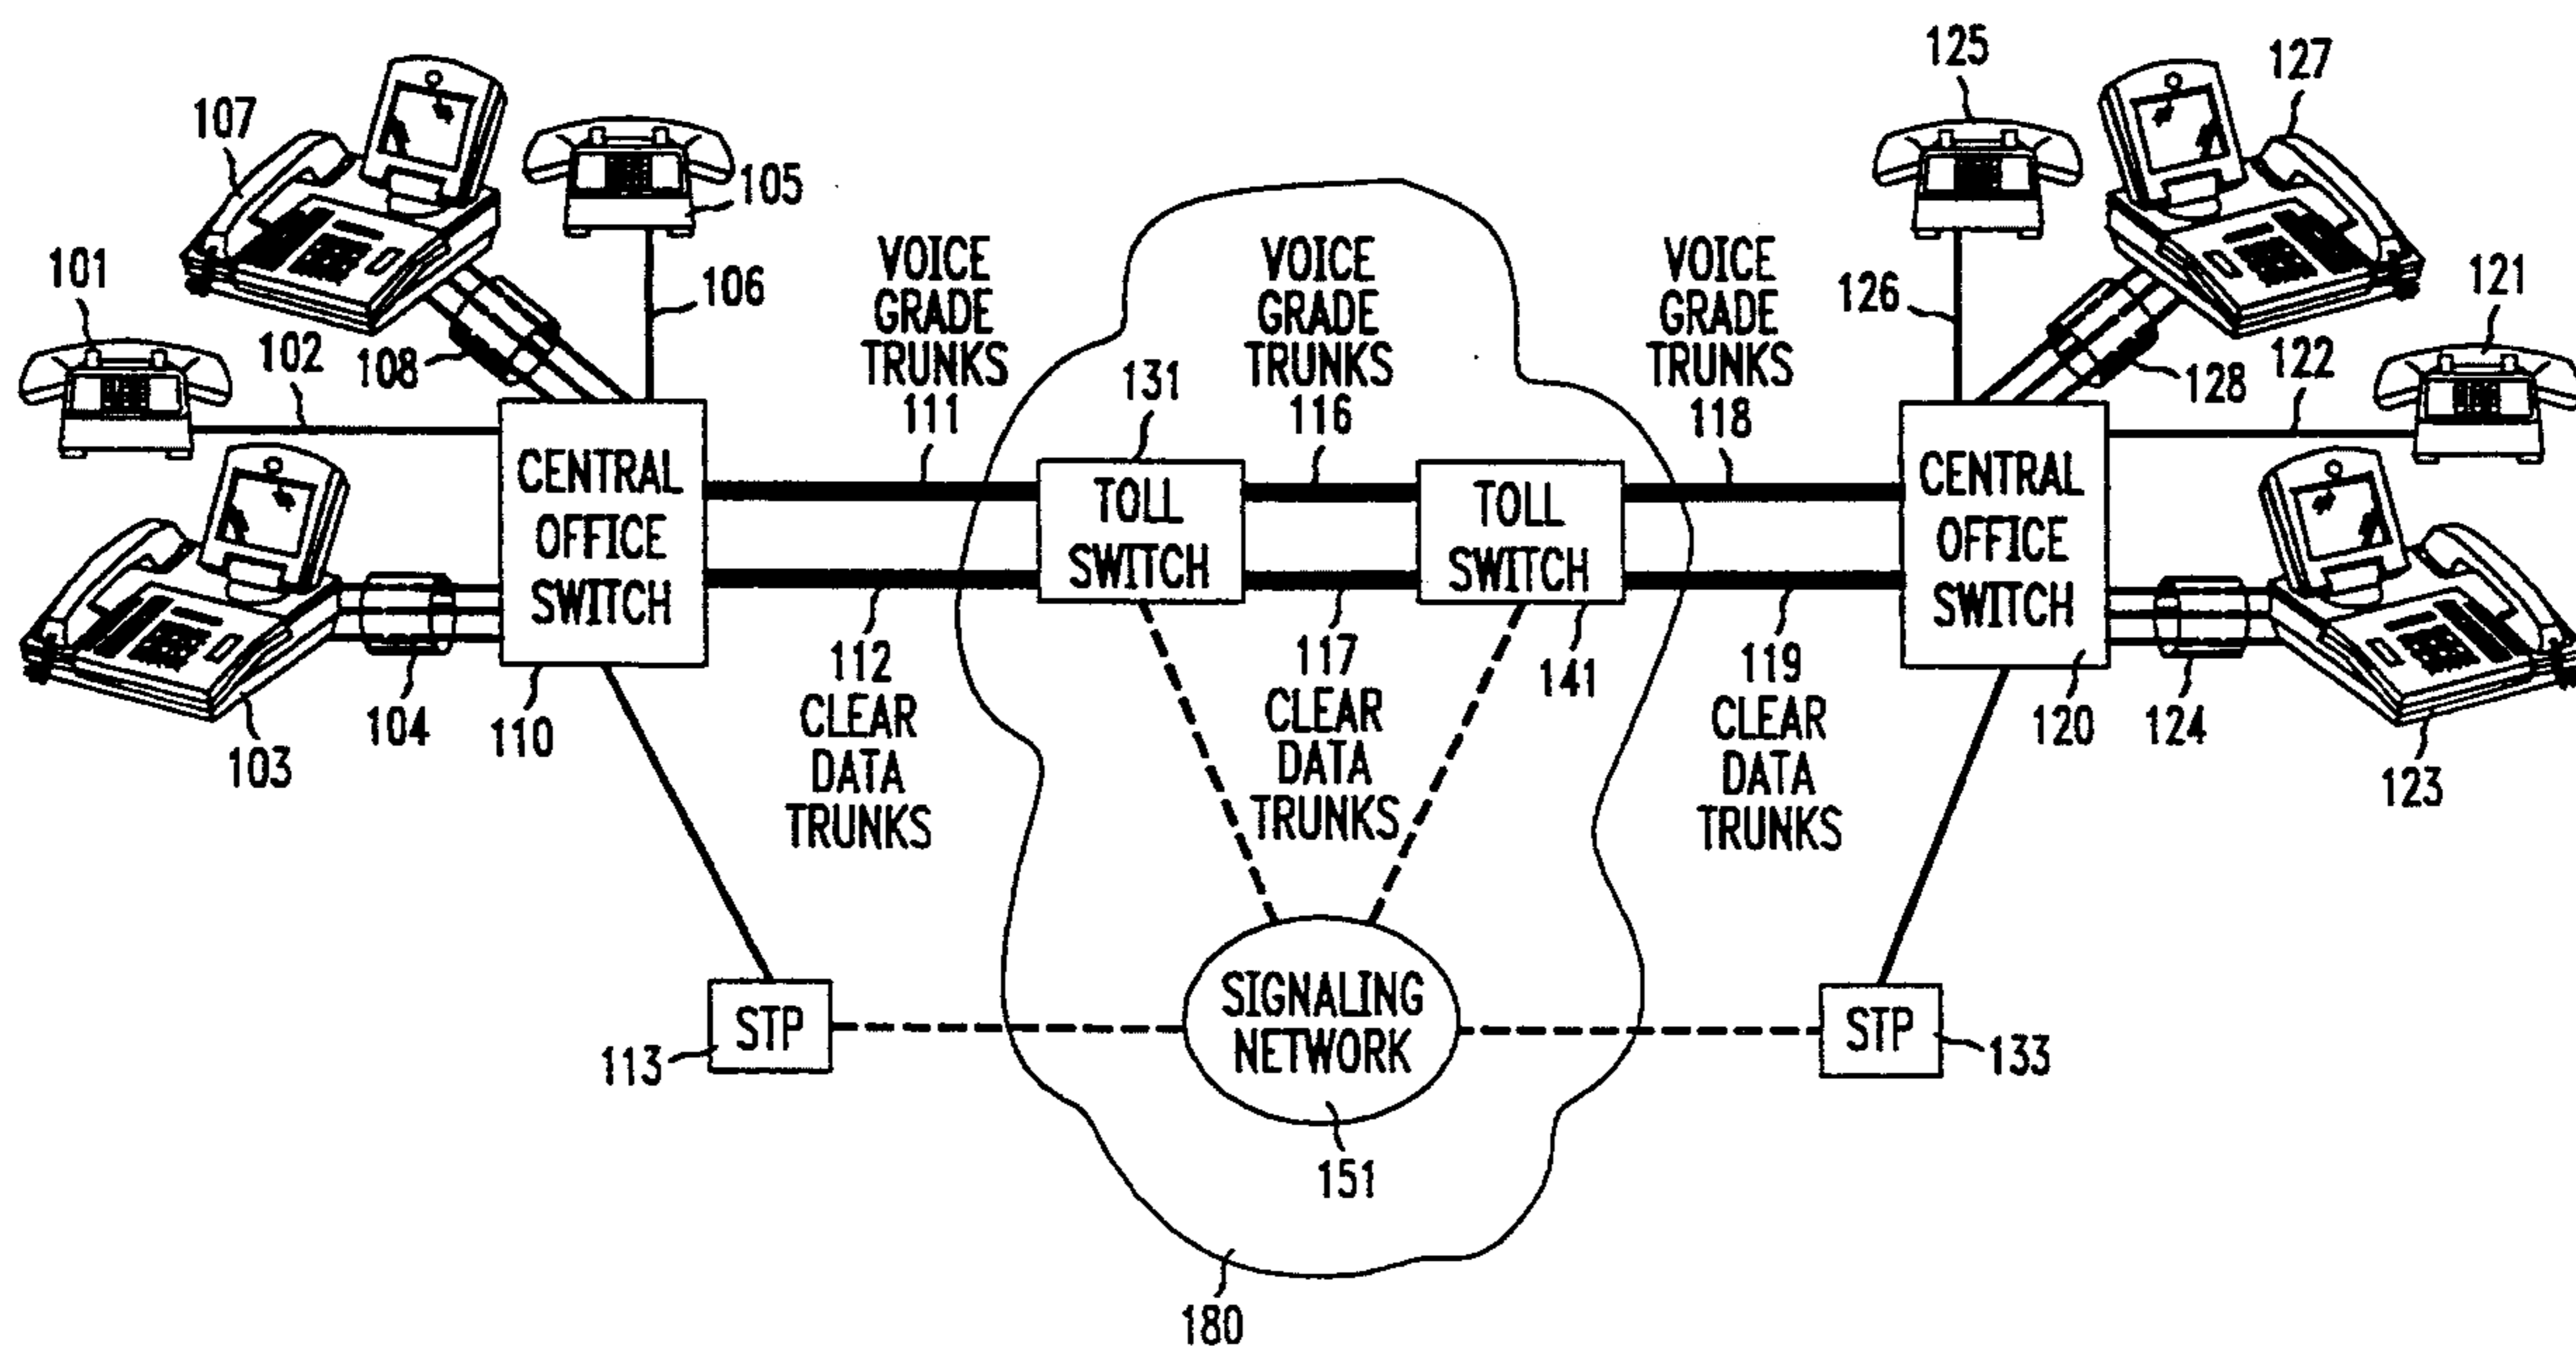 125
127
107
105
101
102
108
106
VOICE
GRADE
TRUNKS
111
131
VOICE
GRADE
TRUNKS
116
VOICE
GRADE
TRUNKS
118
126
128
122
121
CENTRAL
OFFICE
SWITCH
TOLL
SWITCH
TOLL
SWITCH
CENTRAL
OFFICE
SWITCH
103
104
110
112
CLEAR
DATA
TRUNKS
117
CLEAR
DATA
TRUNKS
141
119
CLEAR
DATA
TRUNKS
120
124
123
113
STP
SIGNALING
NETWORK
151
STP
133
180